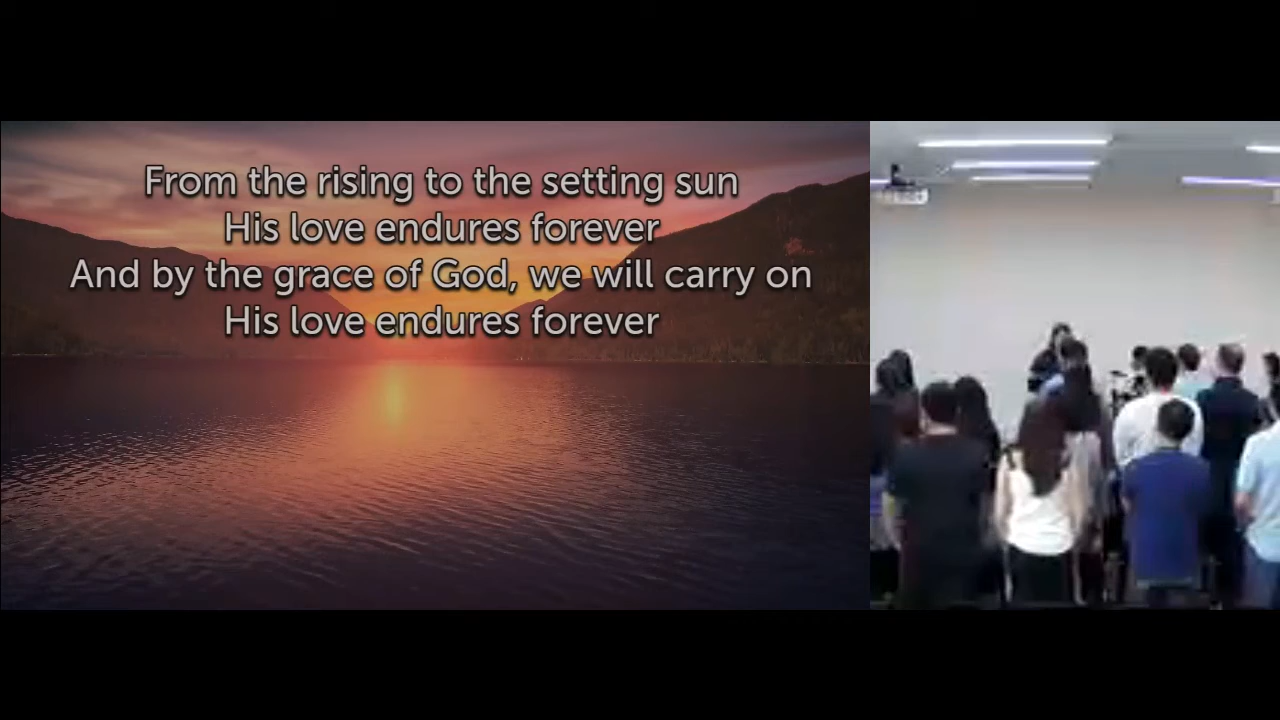 From the rising to the setting sun
His love endures forever
And by the grace of God, we will carry on
His love endures forever